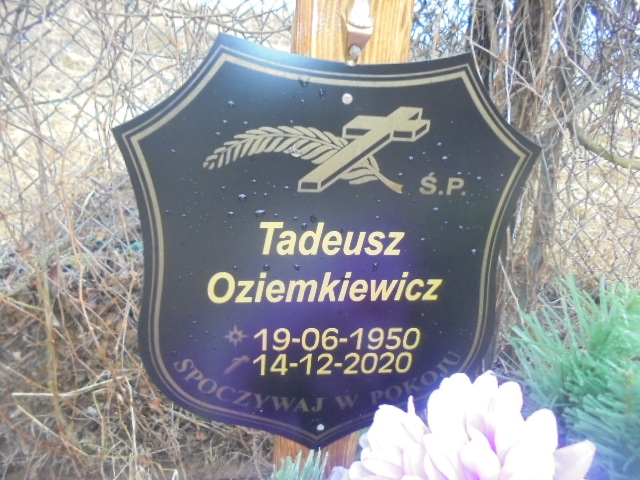 Ś.P.
Tadeusz
Oziemkiewicz
19-06-1950
14-12-2020
SPOCZYWAJ W POKOJU